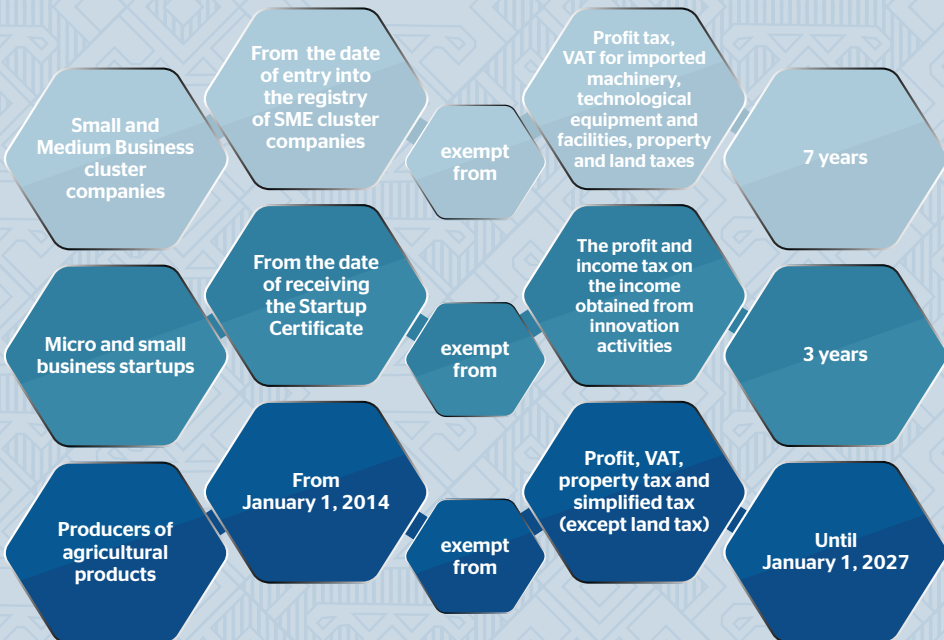 Small and
Medium Business
cluster
companies
From the date
of entry into
the registry
of SME cluster
companies
exempt
from
Profit tax,
VAT for imported
machinery,
technological
equipment and
facilities, property
and land taxes
7 years
Micro and small
business startups
From the date
of receiving
the Startup
Certificate
exempt
from
The profit and
income tax on
the income
obtained from
innovation
activities
3 years
Producers of
agricultural
products
From
January 1, 2014
exempt
from
Profit, VAT,
property tax and
simplified tax
(except land tax)
Until
January 1, 2027